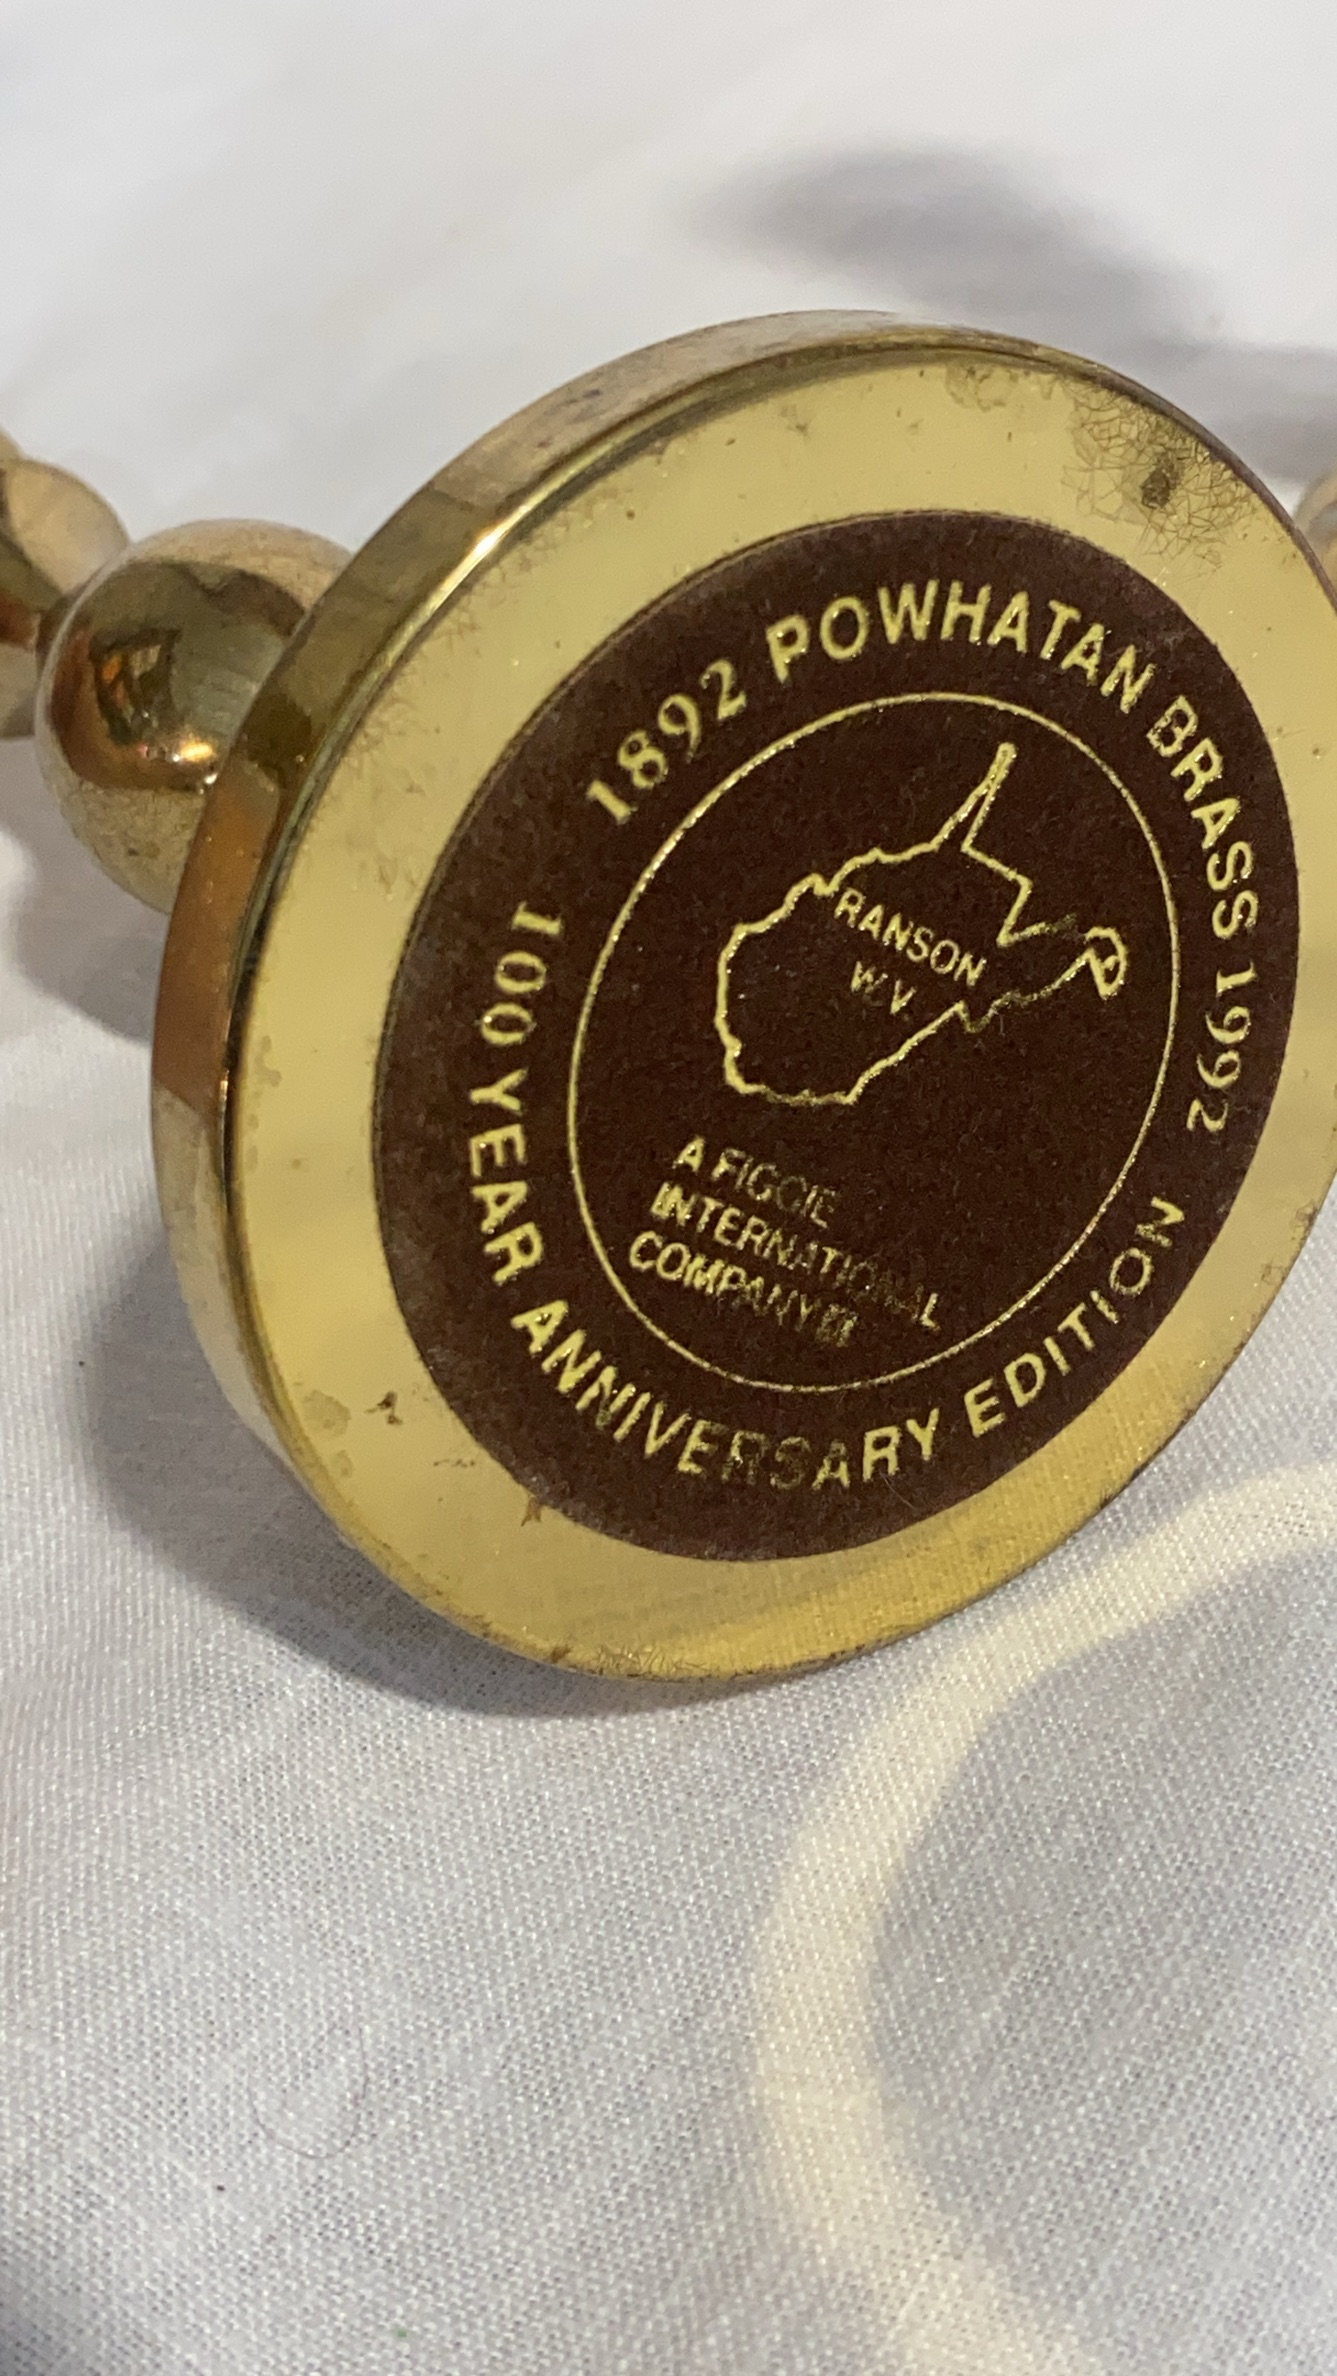 1892 POWHATAN BRASS 1992
RANSON
W.V.
A FIGGIE
INTERNATIONAL
COMPANY
100 YEAR ANNIVERSARY EDITION